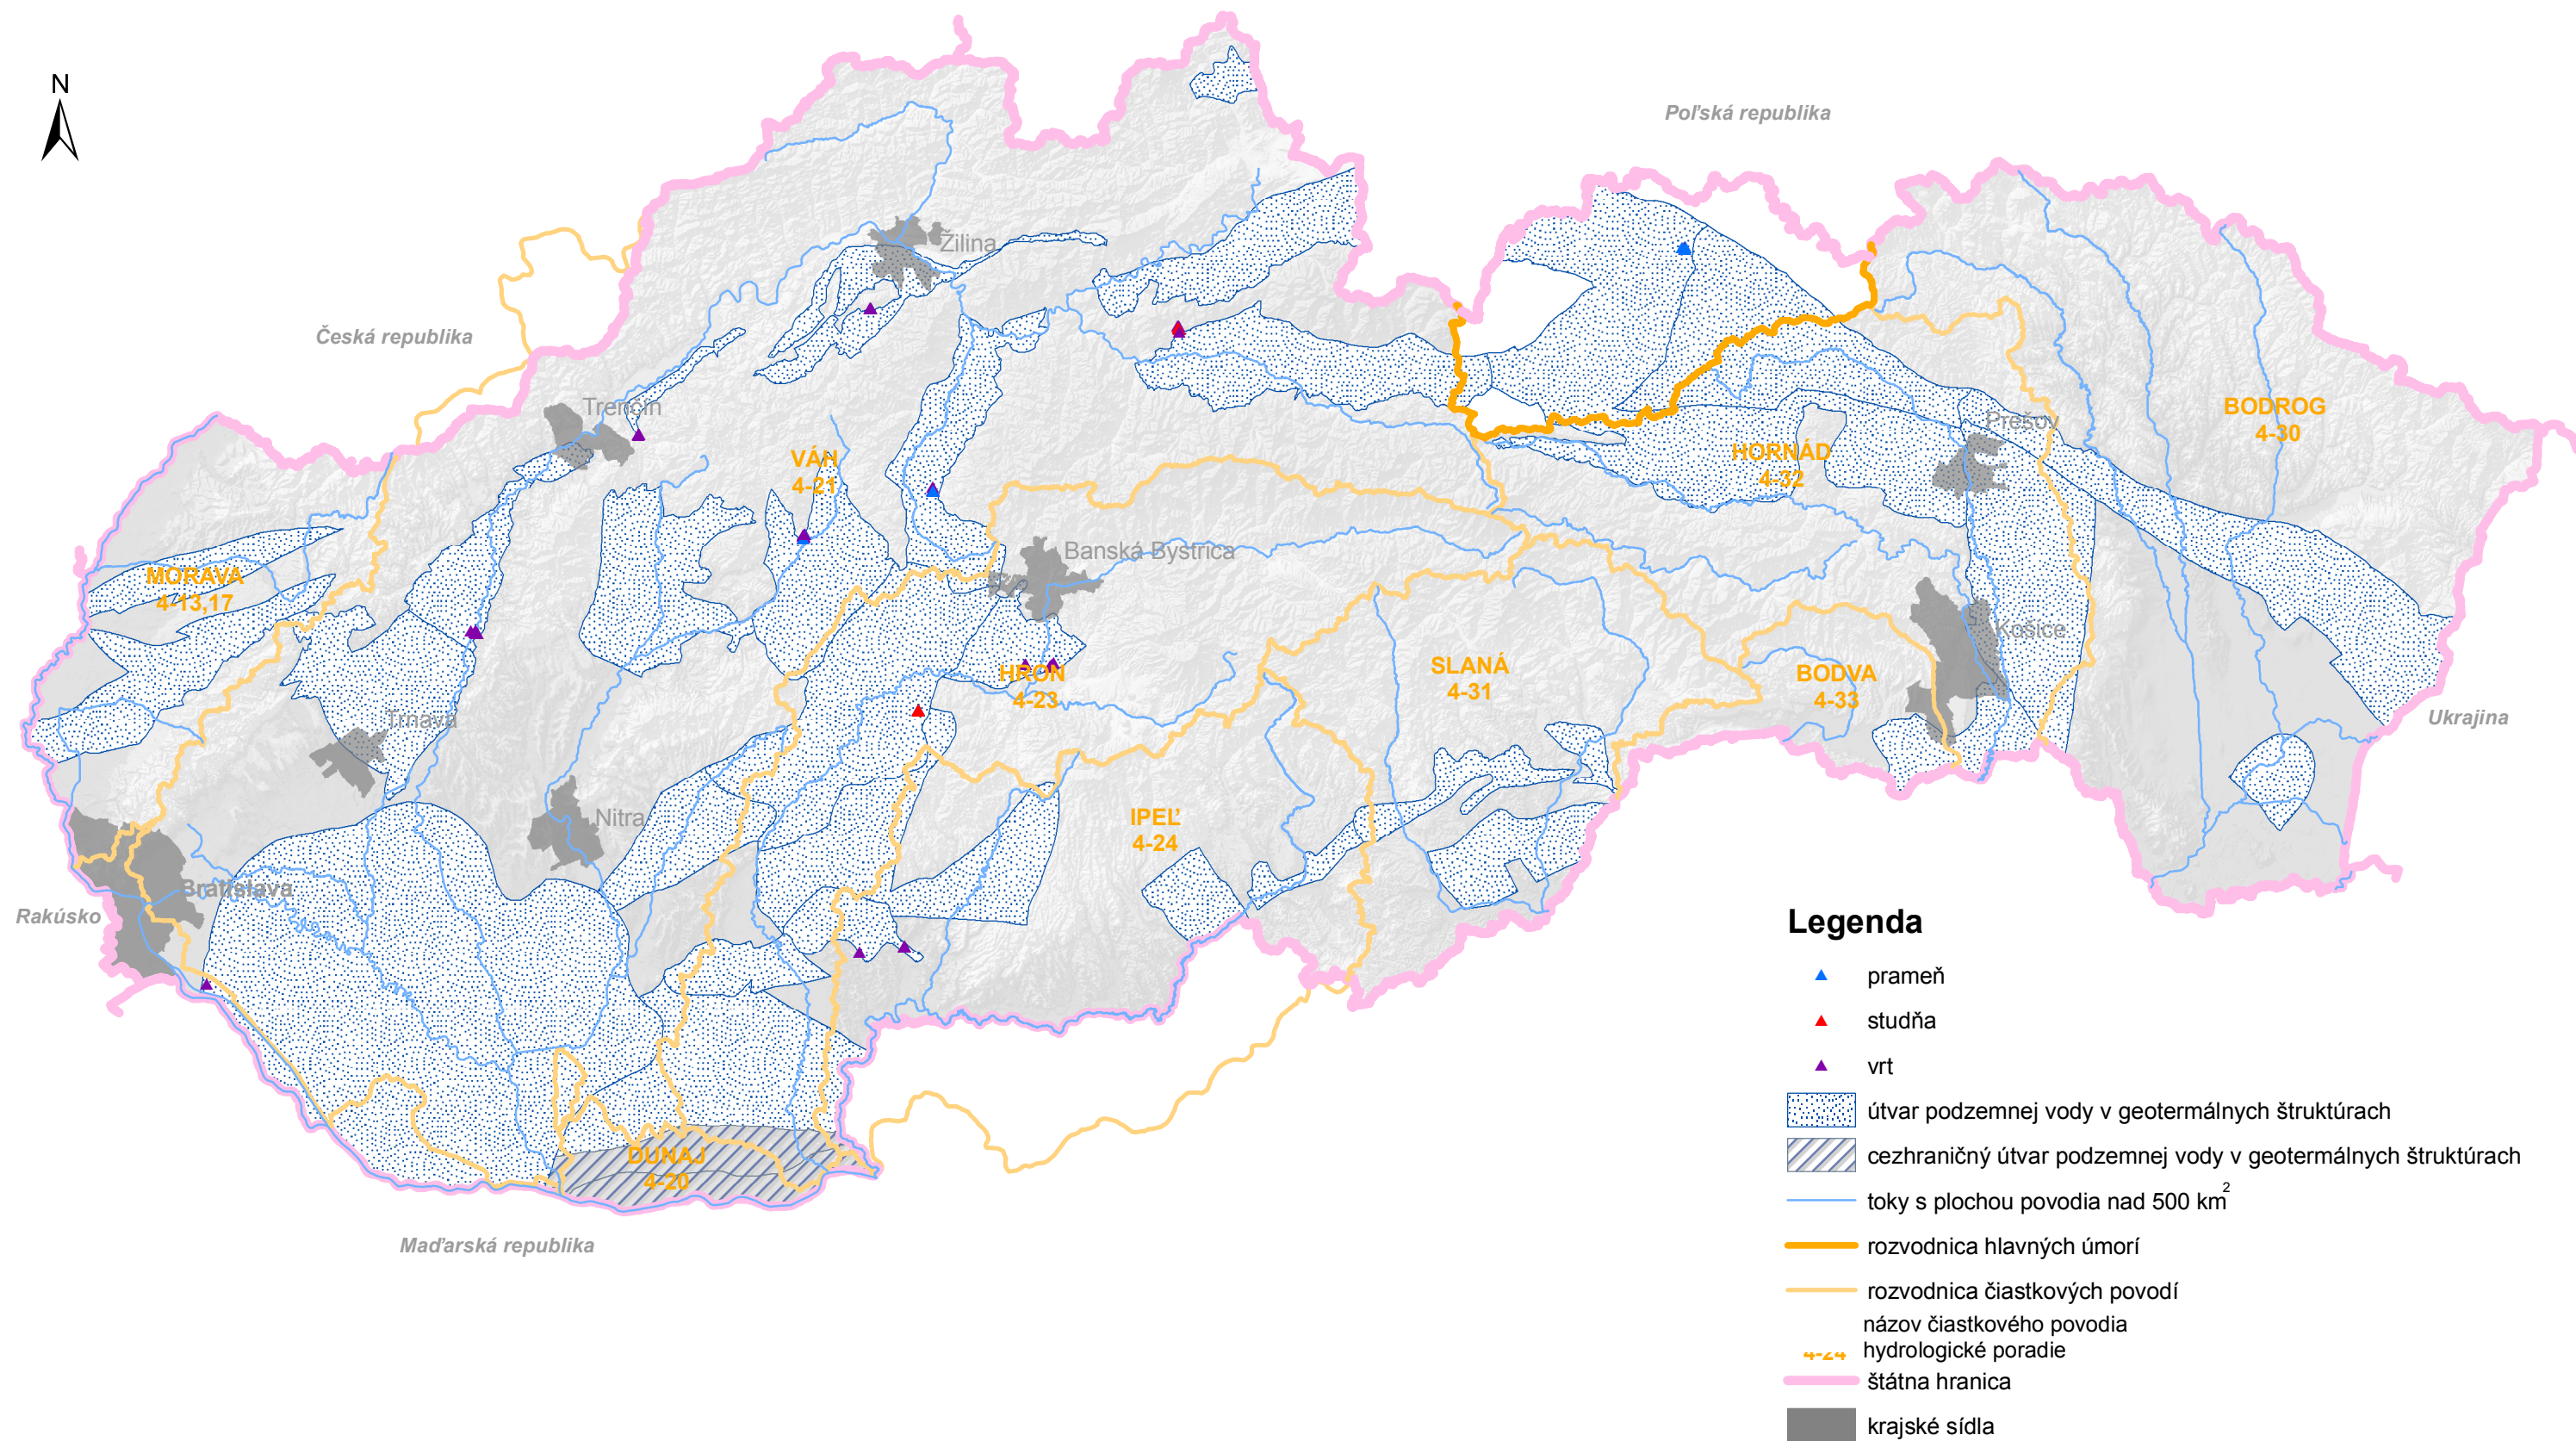 N
Poľská republika
Žilina
Česká republika
Trenčín
Prešov
BODROG
4-30
VÁH
4-21
HORNÁD
4-32
Banská Bystrica
MORAVA
4-13,17
Košice
HRON
4-23
SLANÁ
4-31
BODVA
4-33
Trnava
Ukrajina
Nitra
IPEĽ
4-24
Bratislava
Rakúsko
DUNAJ
4-20
Maďarská republika
Legenda
prameň
studňa
vrt
útvar podzemnej vody v geotermálnych štruktúrach
cezhraničný útvar podzemnej vody v geotermálnych štruktúrach
toky s plochou povodia nad 500 km²
rozvodnica hlavných úmorí
rozvodnica čiastkových povodí
názov čiastkového povodia
4-24 hydrologické poradie
štátna hranica
krajské sídla